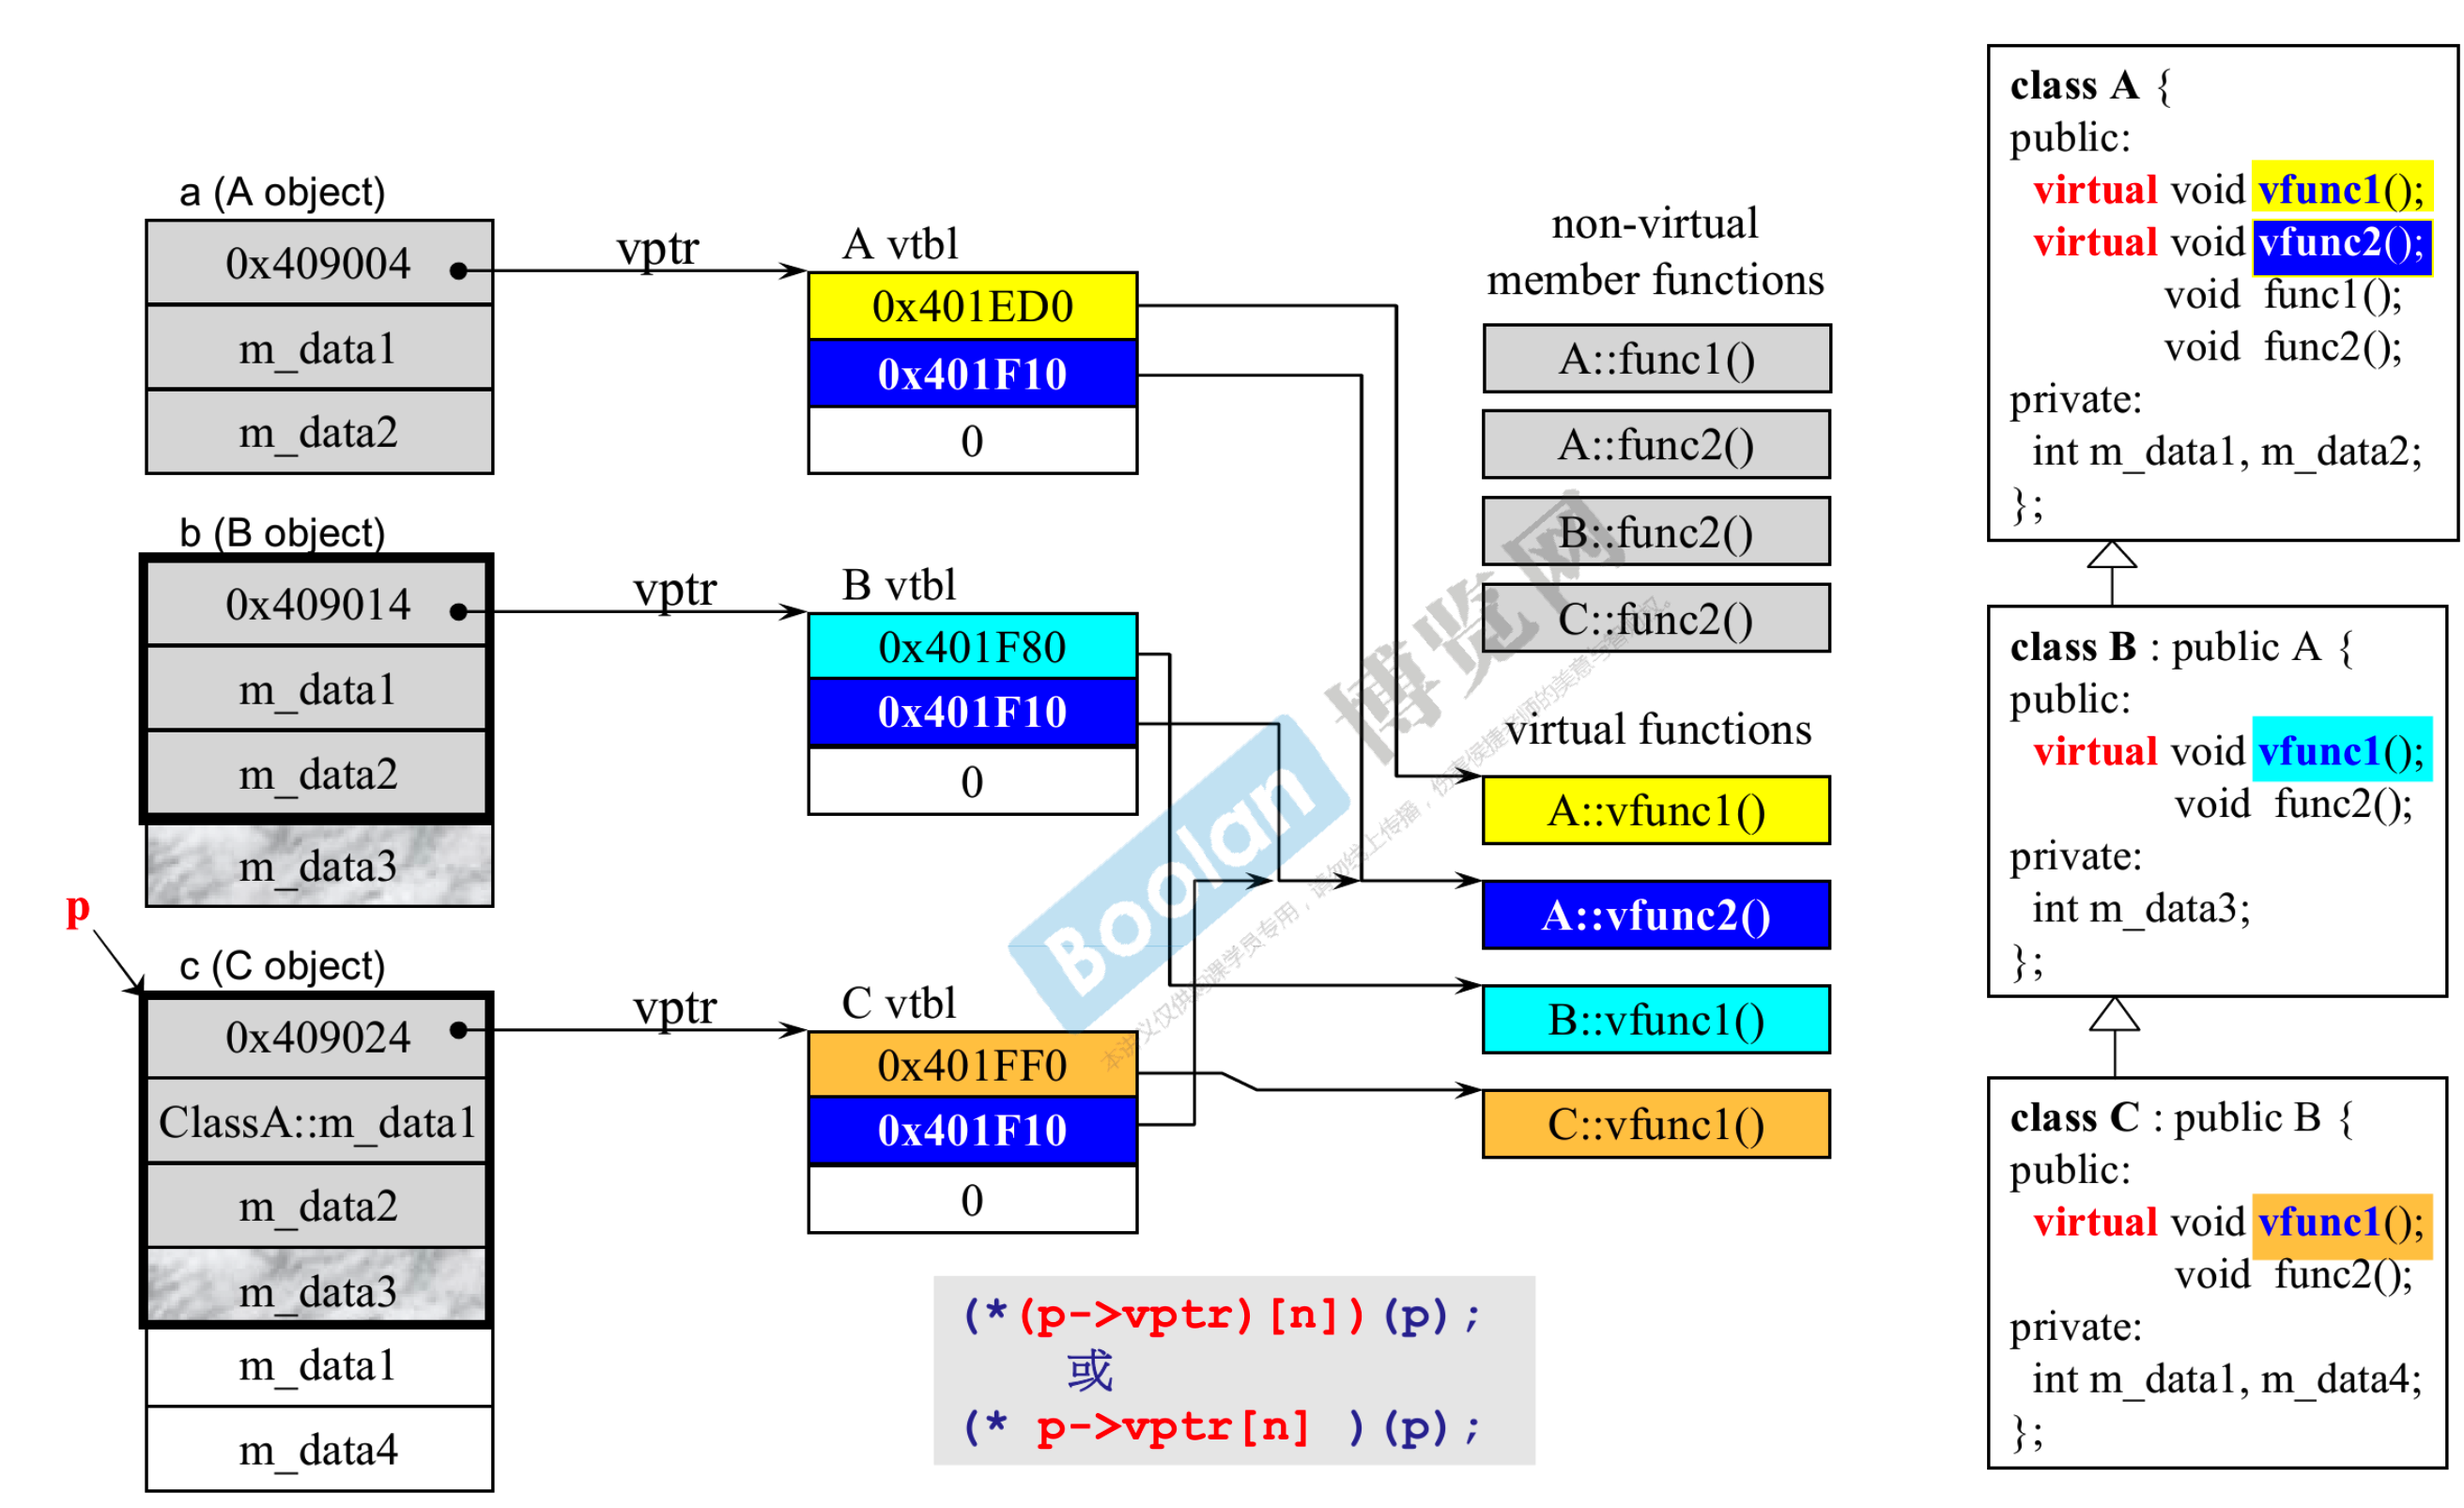 a (A object)
0x409004
m_data1
m_data2
vptr
A vtbl
0x401ED0
0x401F10
0
b (B object)
0x409014
m_data1
m_data2
m_data3
vptr
B vtbl
0x401F80
0x401F10
0
p
c (C object)
0x409024
ClassA::m_data1
m_data2
m_data3
m_data1
m_data4
vptr
C vtbl
0x401FF0
0x401F10
0
(*(p->vptr)[n])(p);
或
(* p->vptr[n] )(p);
non-virtual
member functions
A::func1()
A::func2()
B::func2()
C::func2()
virtual functions
A::vfunc1()
A::vfunc2()
B::vfunc1()
C::vfunc1()
class A {
public:
virtual void vfunc1();
virtual void vfunc2();
void func1();
void func2();
private:
int m_data1, m_data2;
};
class B : public A {
public:
virtual void vfunc1();
void func2();
private:
int m_data3;
};
class C : public B {
public:
virtual void vfunc1();
void func2();
private:
int m_data1, m_data4;
};
Boolan
博览网